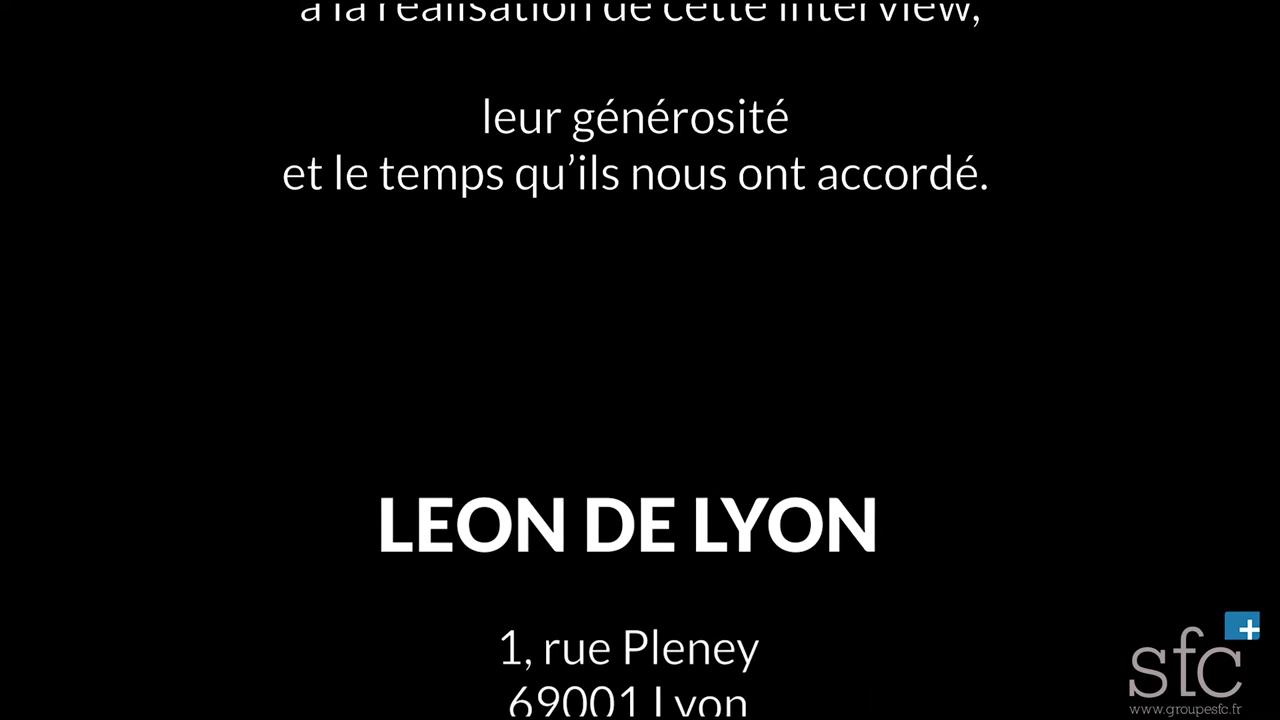 à la réalisation de cette interview,
leur générosité
et le temps qu’ils nous ont accordé.
LEON DE LYON
1, rue Pleney
69001 Lyon
sfc +
www.groupesfc.fr